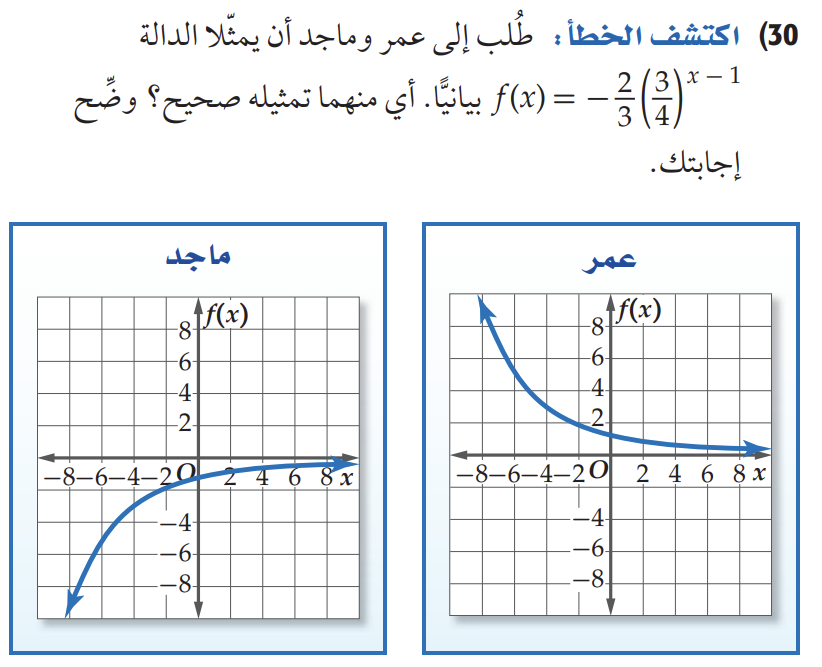 30) اكتشف الخطأ: طُلب إلى عمر وماجد أن يمثّلا الدالة
f(x) = −2/3(3/4)^(x − 1) بيانيًّا. أي منهما تمثيله صحيح؟ وضِّح
إجابتك.
عمر
f(x)
8
6
4
2
−8 −6 −4 −2 O 2 4 6 8 x
−4
−6
−8
ماجد
f(x)
8
6
4
2
−8 −6 −4 −2 O 2 4 6 8 x
−4
−6
−8